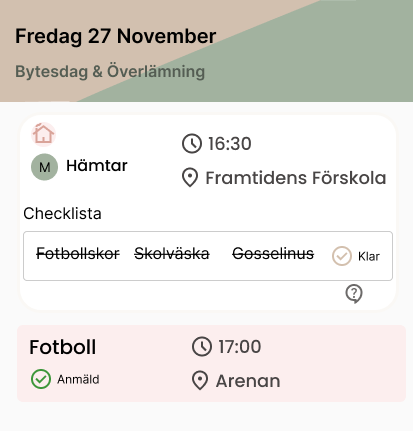 Fredag 27 November
Bytesdag & Överlämning
16:30
M Hämtar
Framtidens Förskola
Checklista
Fotbollskor Skolväska Gosselinus Klar
?
Fotboll 17:00
Anmäld Arenan